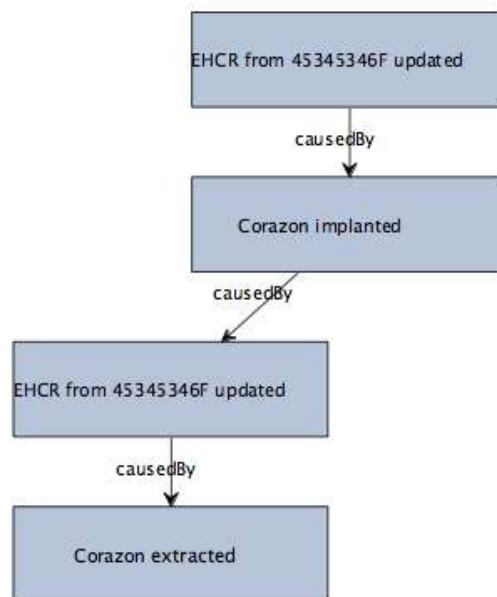 EHCR from 45345346F updated
causedBy
Corazon implanted
causedBy
EHCR from 45345346F updated
causedBy
Corazon extracted